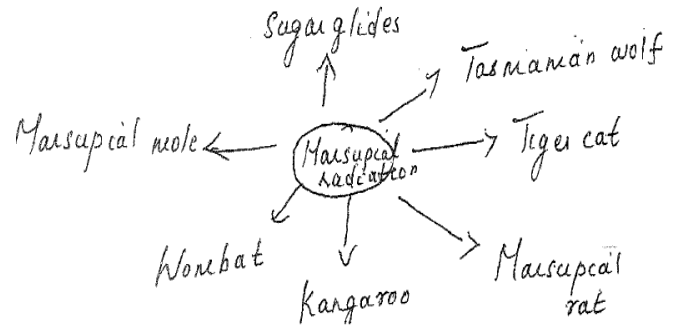 Sugar glides
Tasmanian wolf
Marsupial mole
Marsupial
radiation
Tiger cat
Wombat
Kangaroo
Marsupial
rat